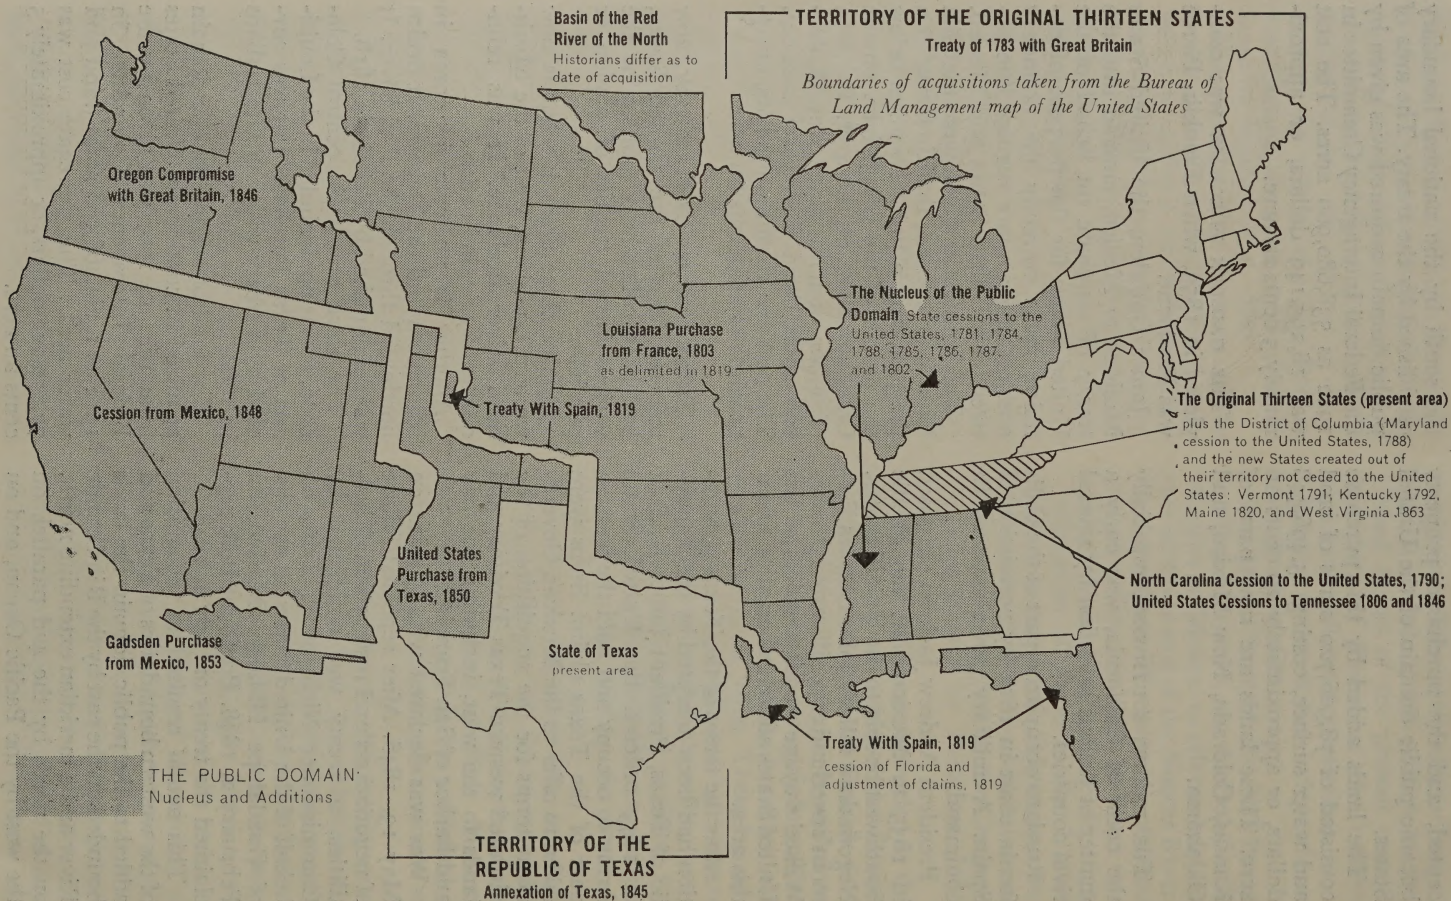 Basin of the Red
River of the North
Historians differ as to
date of acquisition
TERRITORY OF THE ORIGINAL THIRTEEN STATES
Treaty of 1783 with Great Britain
Boundaries of acquisitions taken from the Bureau of
Land Management map of the United States
Oregon Compromise
with Great Britain, 1846
The Nucleus of the Public
Domain State cessions to the
United States, 1781, 1784,
1788, 1785, 1786, 1787,
and 1802
Louisiana Purchase
from France, 1803
as delimited in 1819
Cession from Mexico, 1848
Treaty With Spain, 1819
The Original Thirteen States (present area)
plus the District of Columbia (Maryland
cession to the United States, 1788)
and the new States created out of
their territory not ceded to the United
States: Vermont 1791, Kentucky 1792,
Maine 1820, and West Virginia 1863
United States
Purchase from
Texas, 1850
North Carolina Cession to the United States, 1790;
United States Cessions to Tennessee 1806 and 1846
Gadsden Purchase
from Mexico, 1853
State of Texas
present area
Treaty With Spain, 1819
cession of Florida and
adjustment of claims, 1819
THE PUBLIC DOMAIN
Nucleus and Additions
TERRITORY OF THE
REPUBLIC OF TEXAS
Annexation of Texas, 1845